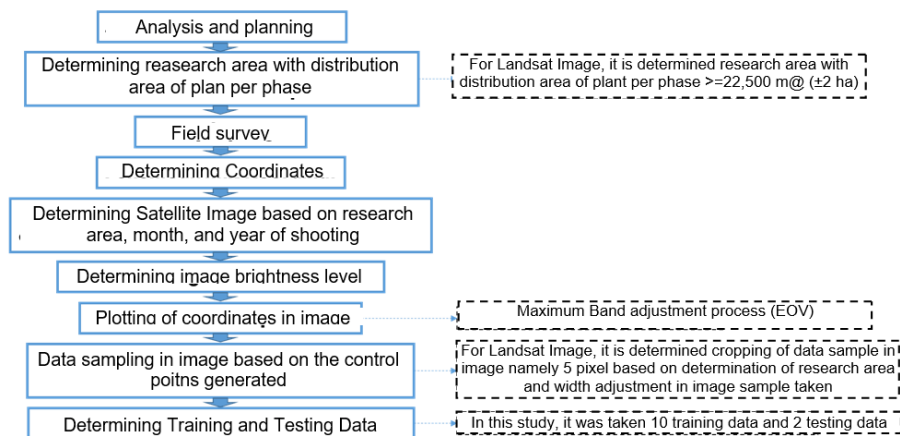 Analysis and planning
Determining reasearch area with distribution
area of plan per phase
For Landsat Image, it is determined research area with
distribution area of plant per phase >=22,500 m@ (±2 ha)
Field survey
Determining Coordinates
Determining Satellite Image based on research
area, month, and year of shooting
Determining image brightness level
Plotting of coordinates in image
Maximum Band adjustment process (EOV)
Data sampling in image based on the control
poitns generated
For Landsat Image, it is determined cropping of data sample in
image namely 5 pixel based on determination of research area
and width adjustment in image sample taken
Determining Training and Testing Data
In this study, it was taken 10 training data and 2 testing data